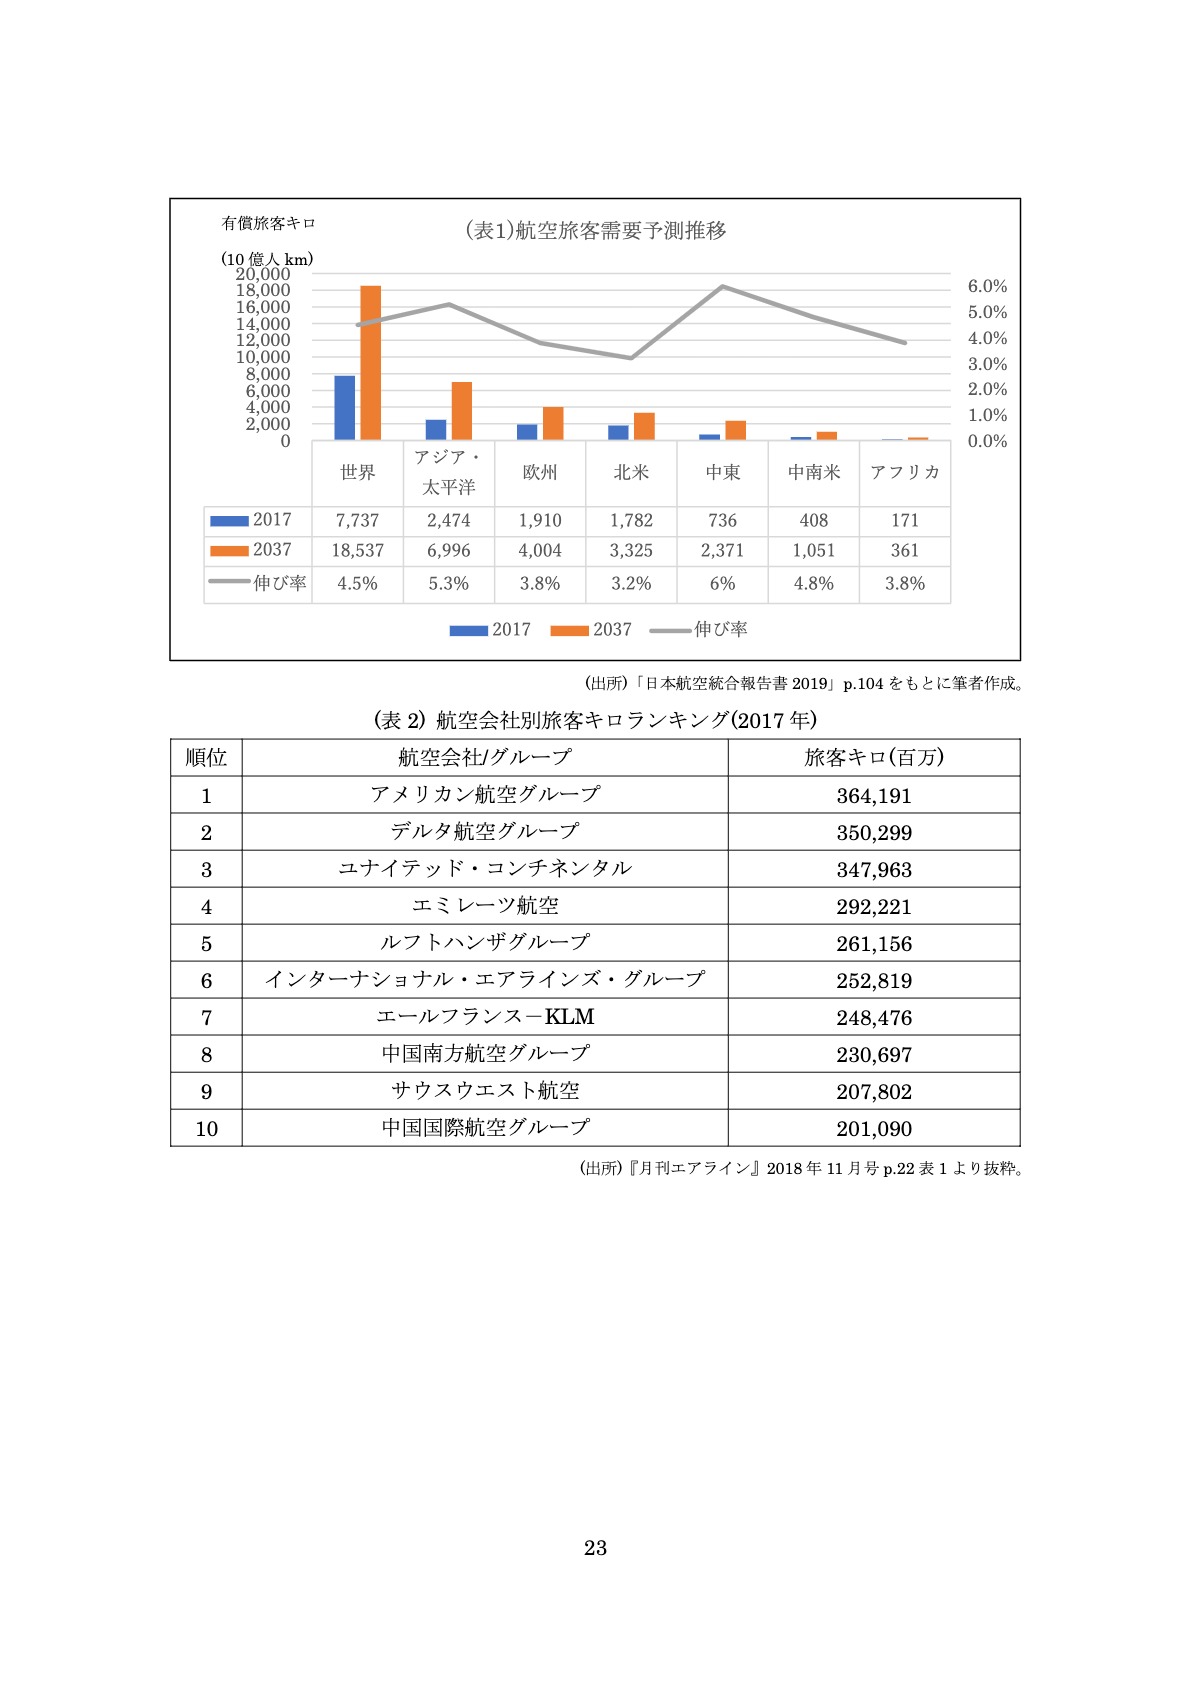 有償旅客キロ
(表1)航空旅客需要予測推移
(10 億人 km)
20,000
18,000
16,000
14,000
12,000
10,000
8,000
6,000
4,000
2,000
0
6.0%
5.0%
4.0%
3.0%
2.0%
1.0%
0.0%
世界 アジア・太平洋 欧州 北米 中東 中南米 アフリカ
2017 7,737 2,474 1,910 1,782 736 408 171
2037 18,537 6,996 4,004 3,325 2,371 1,051 361
伸び率 4.5% 5.3% 3.8% 3.2% 6% 4.8% 3.8%
2017 2037 伸び率
(出所)「日本航空統合報告書 2019」p.104 をもとに筆者作成。
(表 2) 航空会社別旅客キロランキング(2017 年)
順位 航空会社/グループ 旅客キロ(百万)
1 アメリカン航空グループ 364,191
2 デルタ航空グループ 350,299
3 ユナイテッド・コンチネンタル 347,963
4 エミレーツ航空 292,221
5 ルフトハンザグループ 261,156
6 インターナショナル・エアラインズ・グループ 252,819
7 エールフランス－KLM 248,476
8 中国南方航空グループ 230,697
9 サウスウエスト航空 207,802
10 中国国際航空グループ 201,090
(出所)『月刊エアライン』2018 年 11 月号 p.22 表 1 より抜粋。
23